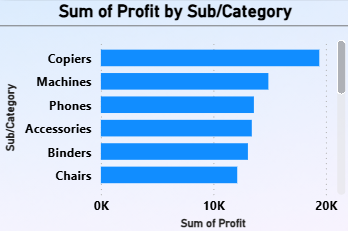 Sum of Profit by Sub/Category
Sub/Category
Copiers
Machines
Phones
Accessories
Binders
Chairs
0K 10K 20K
Sum of Profit